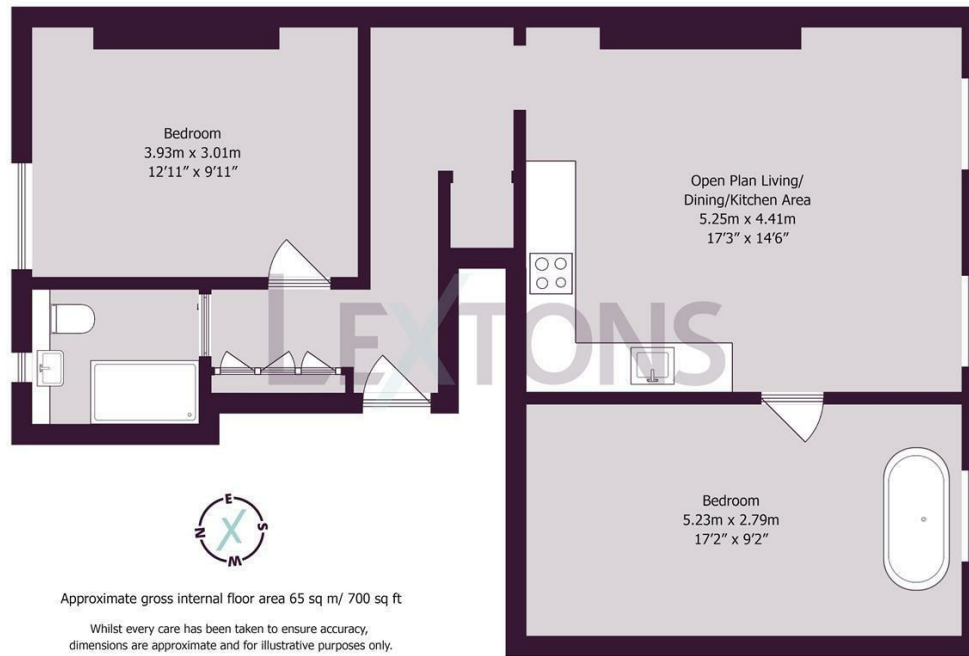 Bedroom
3.93m x 3.01m
12'11″ x 9'11″
Open Plan Living/
Dining/Kitchen Area
5.25m x 4.41m
17'3″ x 14'6″
LEXTONS
Bedroom
5.23m x 2.79m
17'2″ x 9'2″
E
N X S
W
Approximate gross internal floor area 65 sq m/ 700 sq ft
Whilst every care has been taken to ensure accuracy,
dimensions are approximate and for illustrative purposes only.